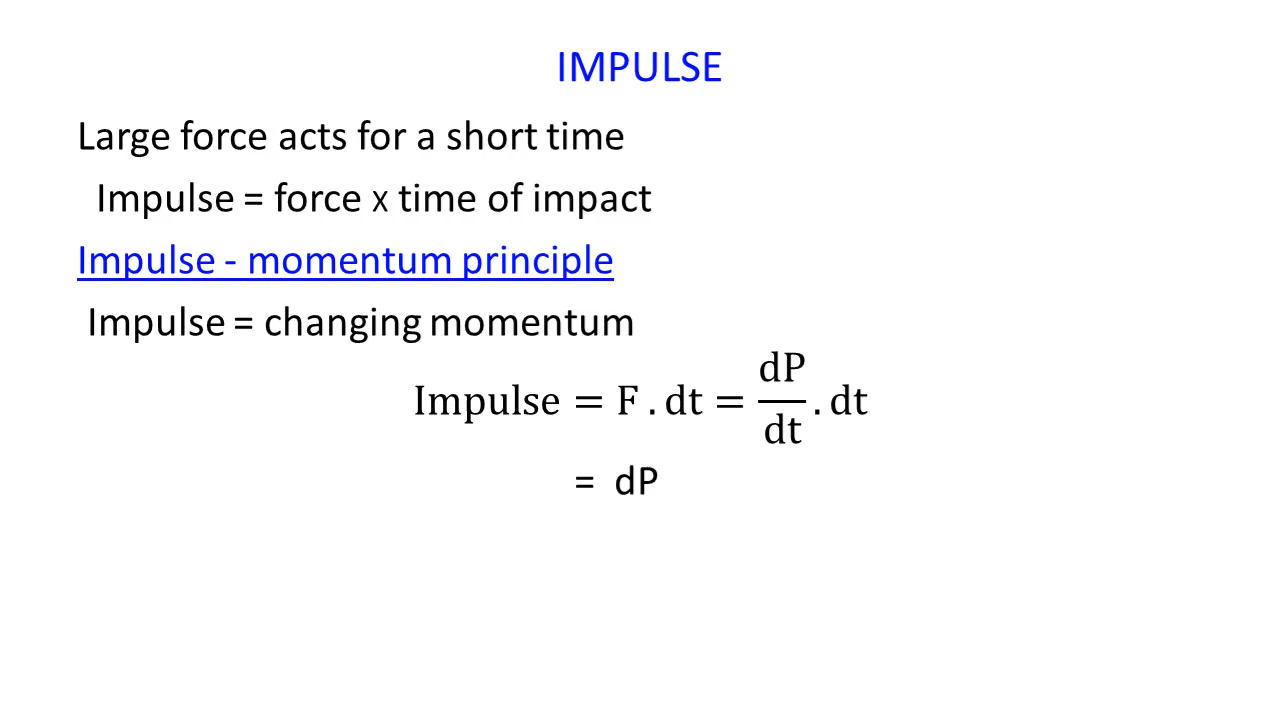 IMPULSE
Large force acts for a short time
Impulse = force x time of impact
Impulse - momentum principle
Impulse = changing momentum
Impulse = F . dt = dP/dt . dt
= dP